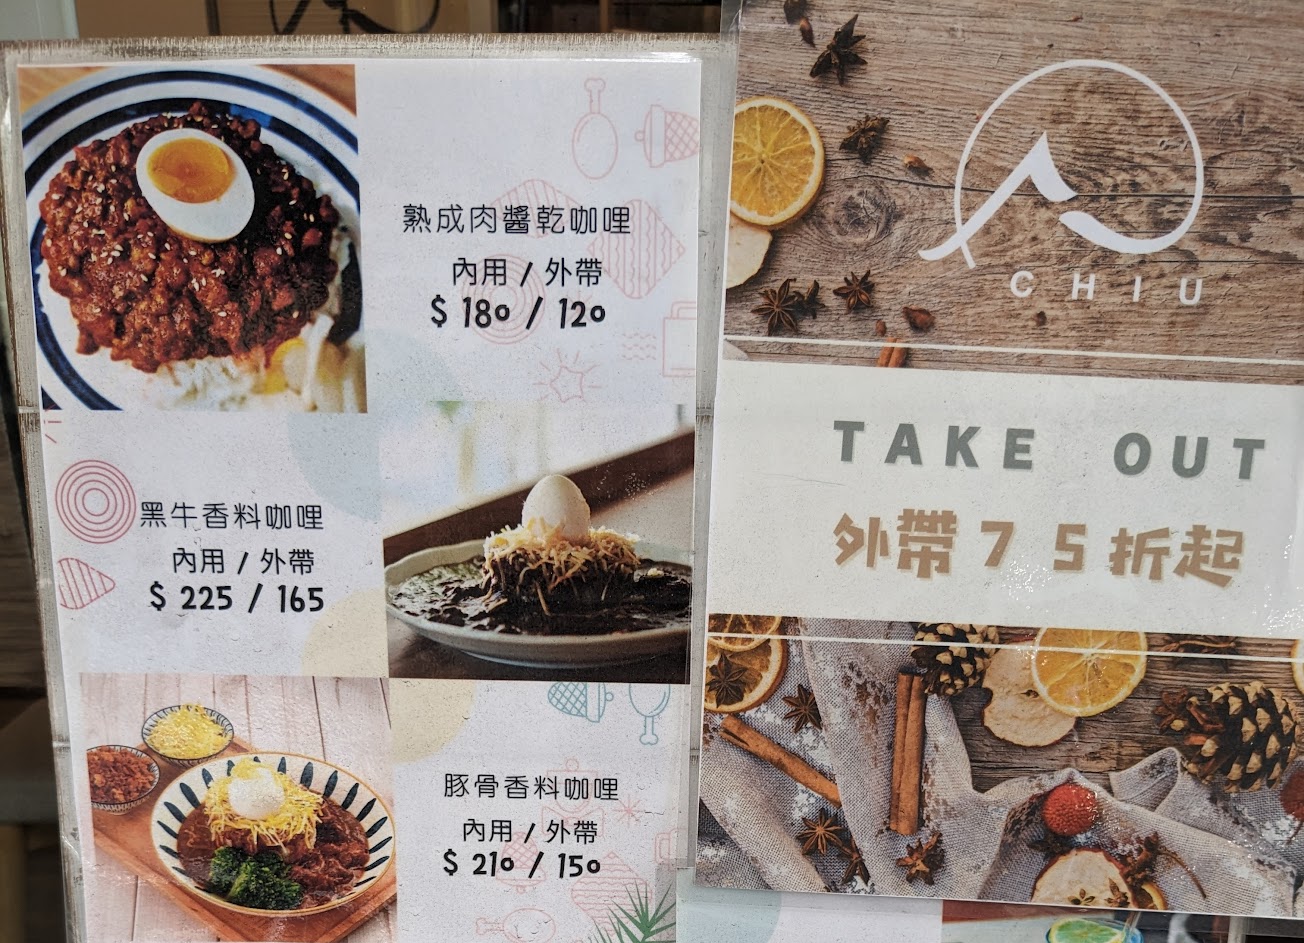 熟成肉醬乾咖哩
內用 / 外帶
$ 180 / 120
黑牛香料咖哩
內用 / 外帶
$ 225 / 165
豚骨香料咖哩
內用 / 外帶
$ 210 / 150
CHIU
TAKE OUT
外帶75折起